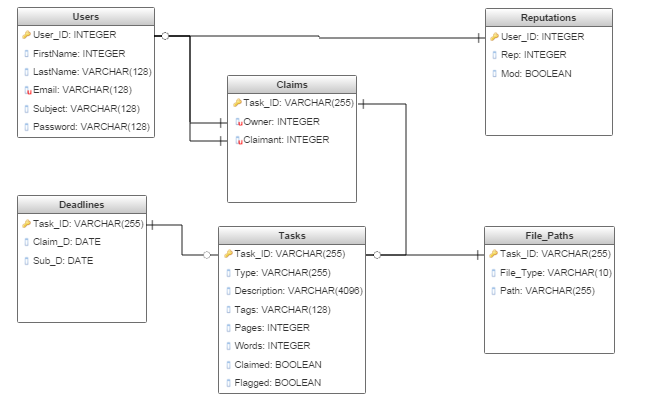 Users
User_ID: INTEGER
FirstName: INTEGER
LastName: VARCHAR(128)
Email: VARCHAR(128)
Subject: VARCHAR(128)
Password: VARCHAR(128)
Reputations
User_ID: INTEGER
Rep: INTEGER
Mod: BOOLEAN
Claims
Task_ID: VARCHAR(255)
Owner: INTEGER
Claimant: INTEGER
Deadlines
Task_ID: VARCHAR(255)
Claim_D: DATE
Sub_D: DATE
Tasks
Task_ID: VARCHAR(255)
Type: VARCHAR(255)
Description: VARCHAR(4096)
Tags: VARCHAR(128)
Pages: INTEGER
Words: INTEGER
Claimed: BOOLEAN
Flagged: BOOLEAN
File_Paths
Task_ID: VARCHAR(255)
File_Type: VARCHAR(10)
Path: VARCHAR(255)